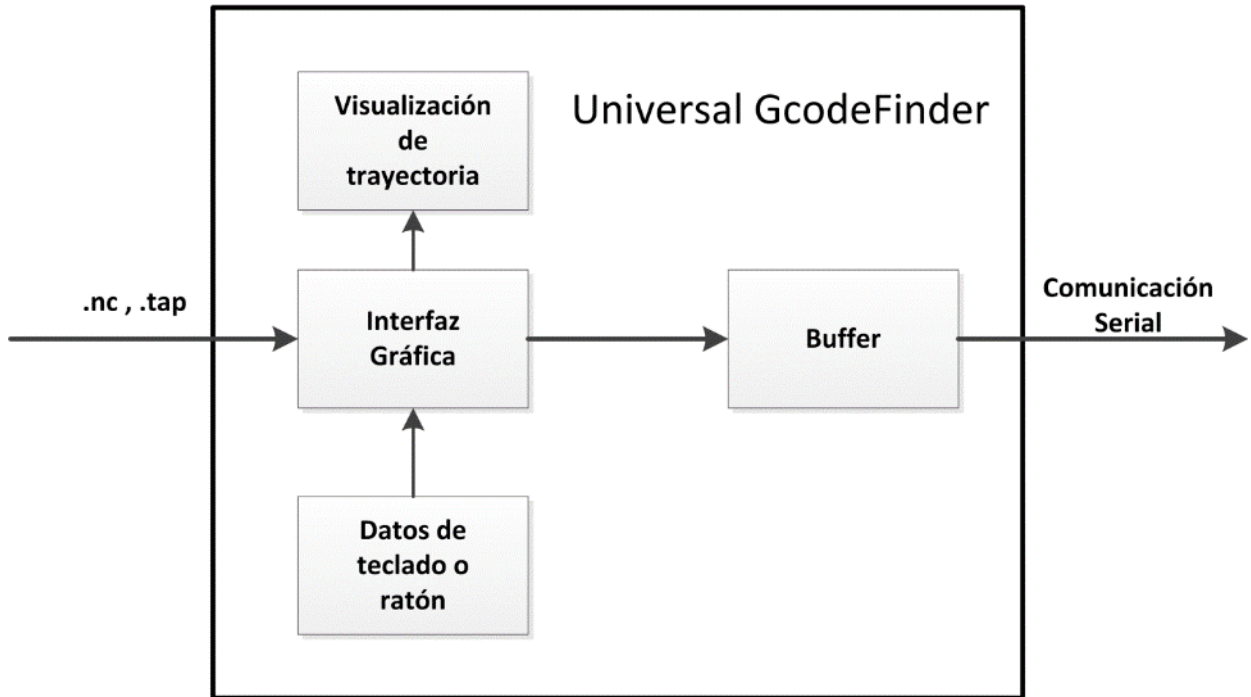 Universal GcodeFinder
Visualización
de
trayectoria
.nc , .tap
Interfaz
Gráfica
Buffer
Comunicación
Serial
Datos de
teclado o
ratón